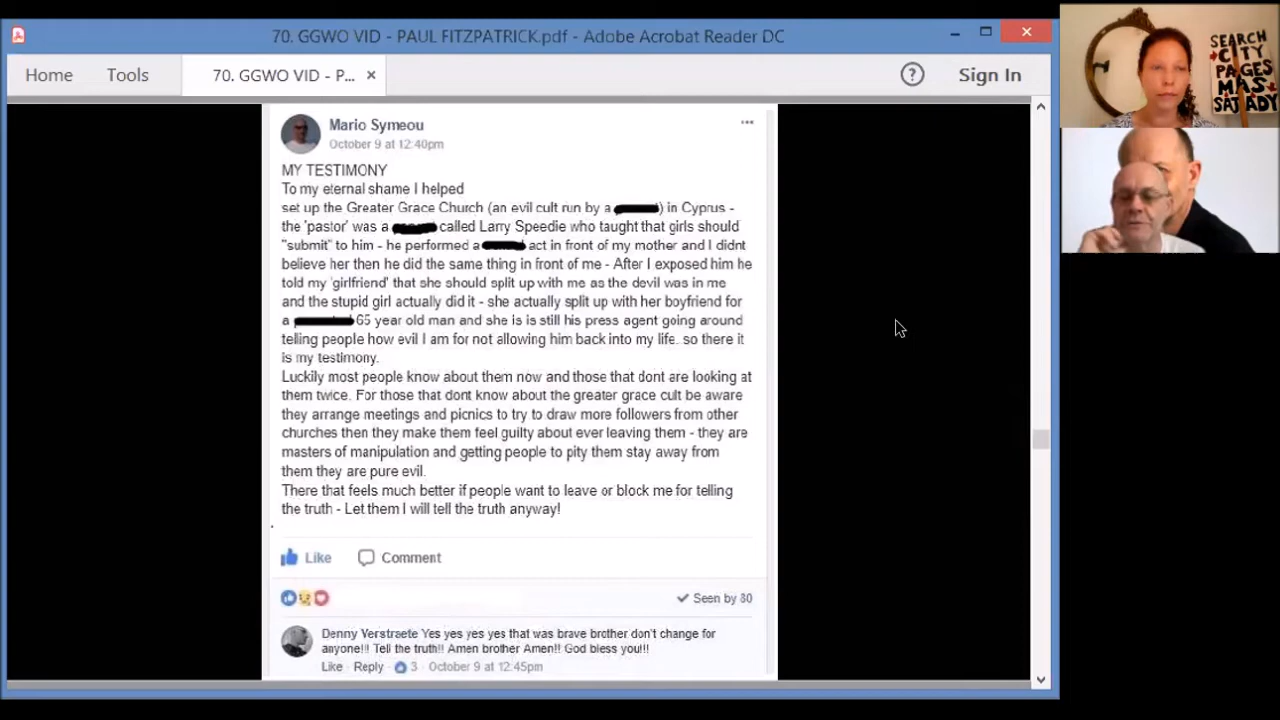 70. GGWO VID - PAUL FITZPATRICK.pdf - Adobe Acrobat Reader DC
Home Tools 70. GGWO VID - P... × Sign In
Mario Symeou
October 9 at 12:40pm
MY TESTIMONY
To my eternal shame I helped
set up the Greater Grace Church (an evil cult run by a ) in Cyprus -
the 'pastor' was a called Larry Speedie who taught that girls should
"submit" to him - he performed a act in front of my mother and I didnt
believe her then he did the same thing in front of me - After I exposed him he
told my 'girlfriend' that she should split up with me as the devil was in me
and the stupid girl actually did it - she actually split up with her boyfriend for
a 65 year old man and she is is still his press agent going around
telling people how evil I am for not allowing him back into my life. so there it
is my testimony.
Luckily most people know about them now and those that dont are looking at
them twice. For those that dont know about the greater grace cult be aware
they arrange meetings and picnics to try to draw more followers from other
churches then they make them feel guilty about ever leaving them - they are
masters of manipulation and getting people to pity them stay away from
them they are pure evil.
There that feels much better if people want to leave or block me for telling
the truth - Let them I will tell the truth anyway!
Like Comment
Seen by 80
Denny Verstraete Yes yes yes yes that was brave brother don't change for
anyone!!! Tell the truth!! Amen brother Amen!! God bless you!!!
Like · Reply · 3 · October 9 at 12:45pm
SEARCH
CITY
PAGES